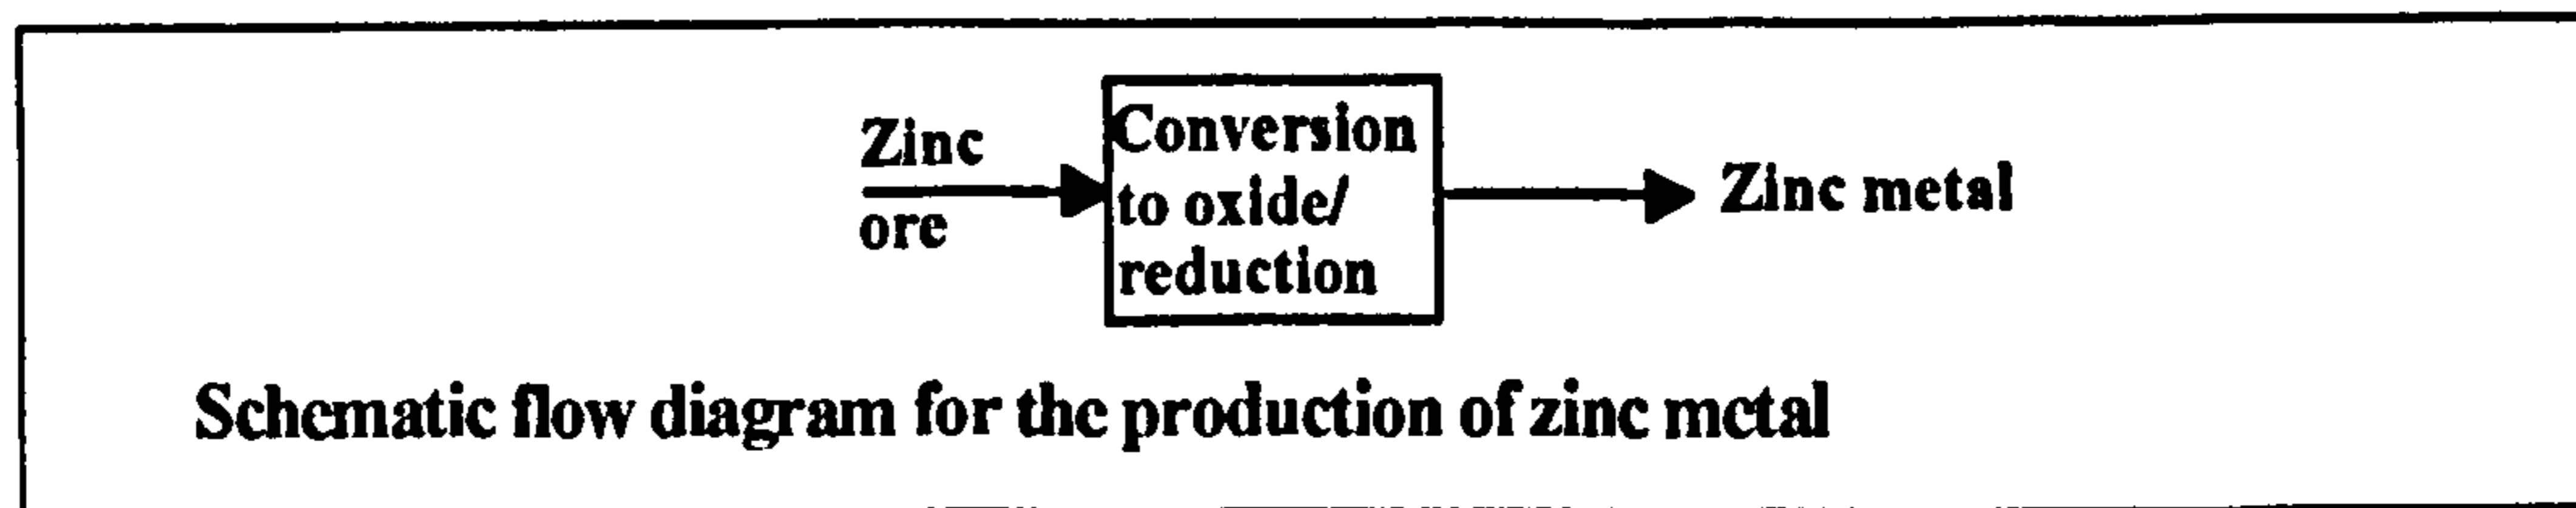 Zinc
ore
Conversion
to oxide/
reduction
Zinc metal
Schematic flow diagram for the production of zinc metal